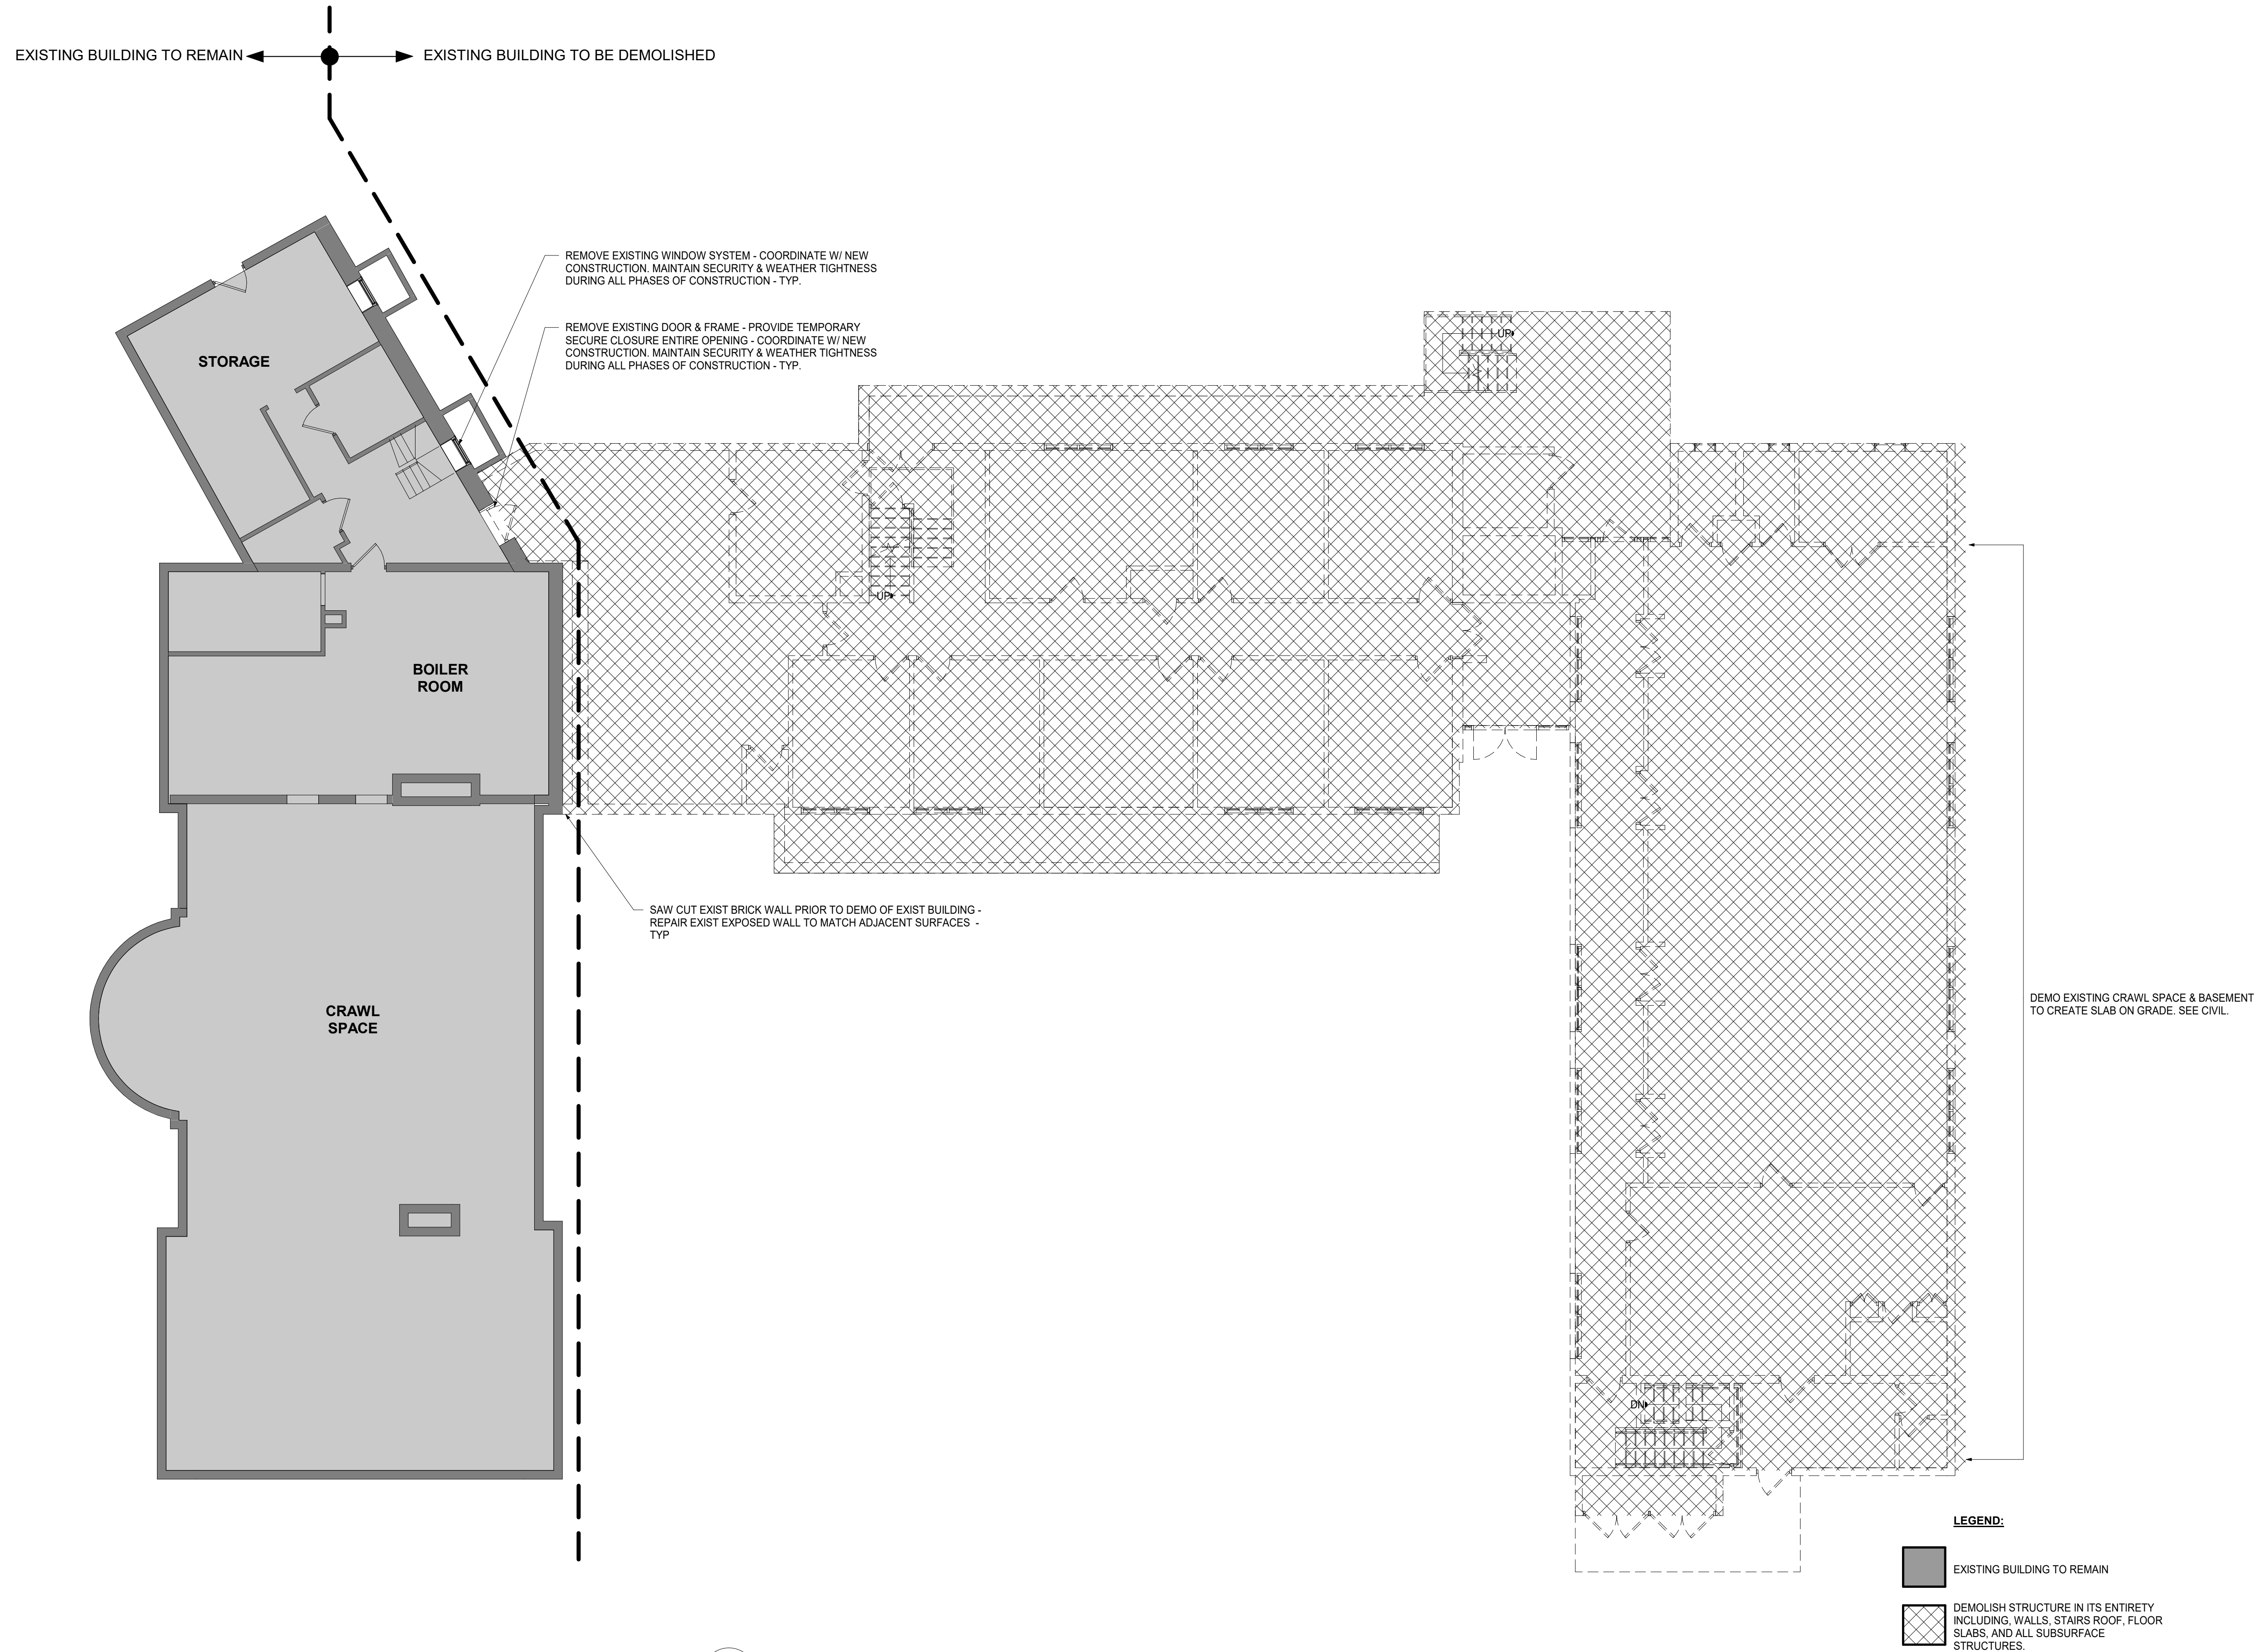 EXISTING BUILDING TO REMAIN
EXISTING BUILDING TO BE DEMOLISHED
REMOVE EXISTING WINDOW SYSTEM - COORDINATE W/ NEW
CONSTRUCTION. MAINTAIN SECURITY & WEATHER TIGHTNESS
DURING ALL PHASES OF CONSTRUCTION - TYP.
REMOVE EXISTING DOOR & FRAME - PROVIDE TEMPORARY
SECURE CLOSURE ENTIRE OPENING - COORDINATE W/ NEW
CONSTRUCTION. MAINTAIN SECURITY & WEATHER TIGHTNESS
DURING ALL PHASES OF CONSTRUCTION - TYP.
UP
STORAGE
UP
BOILER
ROOM
SAW CUT EXIST BRICK WALL PRIOR TO DEMO OF EXIST BUILDING -
REPAIR EXIST EXPOSED WALL TO MATCH ADJACENT SURFACES -
TYP
CRAWL
SPACE
DEMO EXISTING CRAWL SPACE & BASEMENT
TO CREATE SLAB ON GRADE. SEE CIVIL.
DN
LEGEND:
EXISTING BUILDING TO REMAIN
DEMOLISH STRUCTURE IN ITS ENTIRETY
INCLUDING, WALLS, STAIRS ROOF, FLOOR
SLABS, AND ALL SUBSURFACE
STRUCTURES.